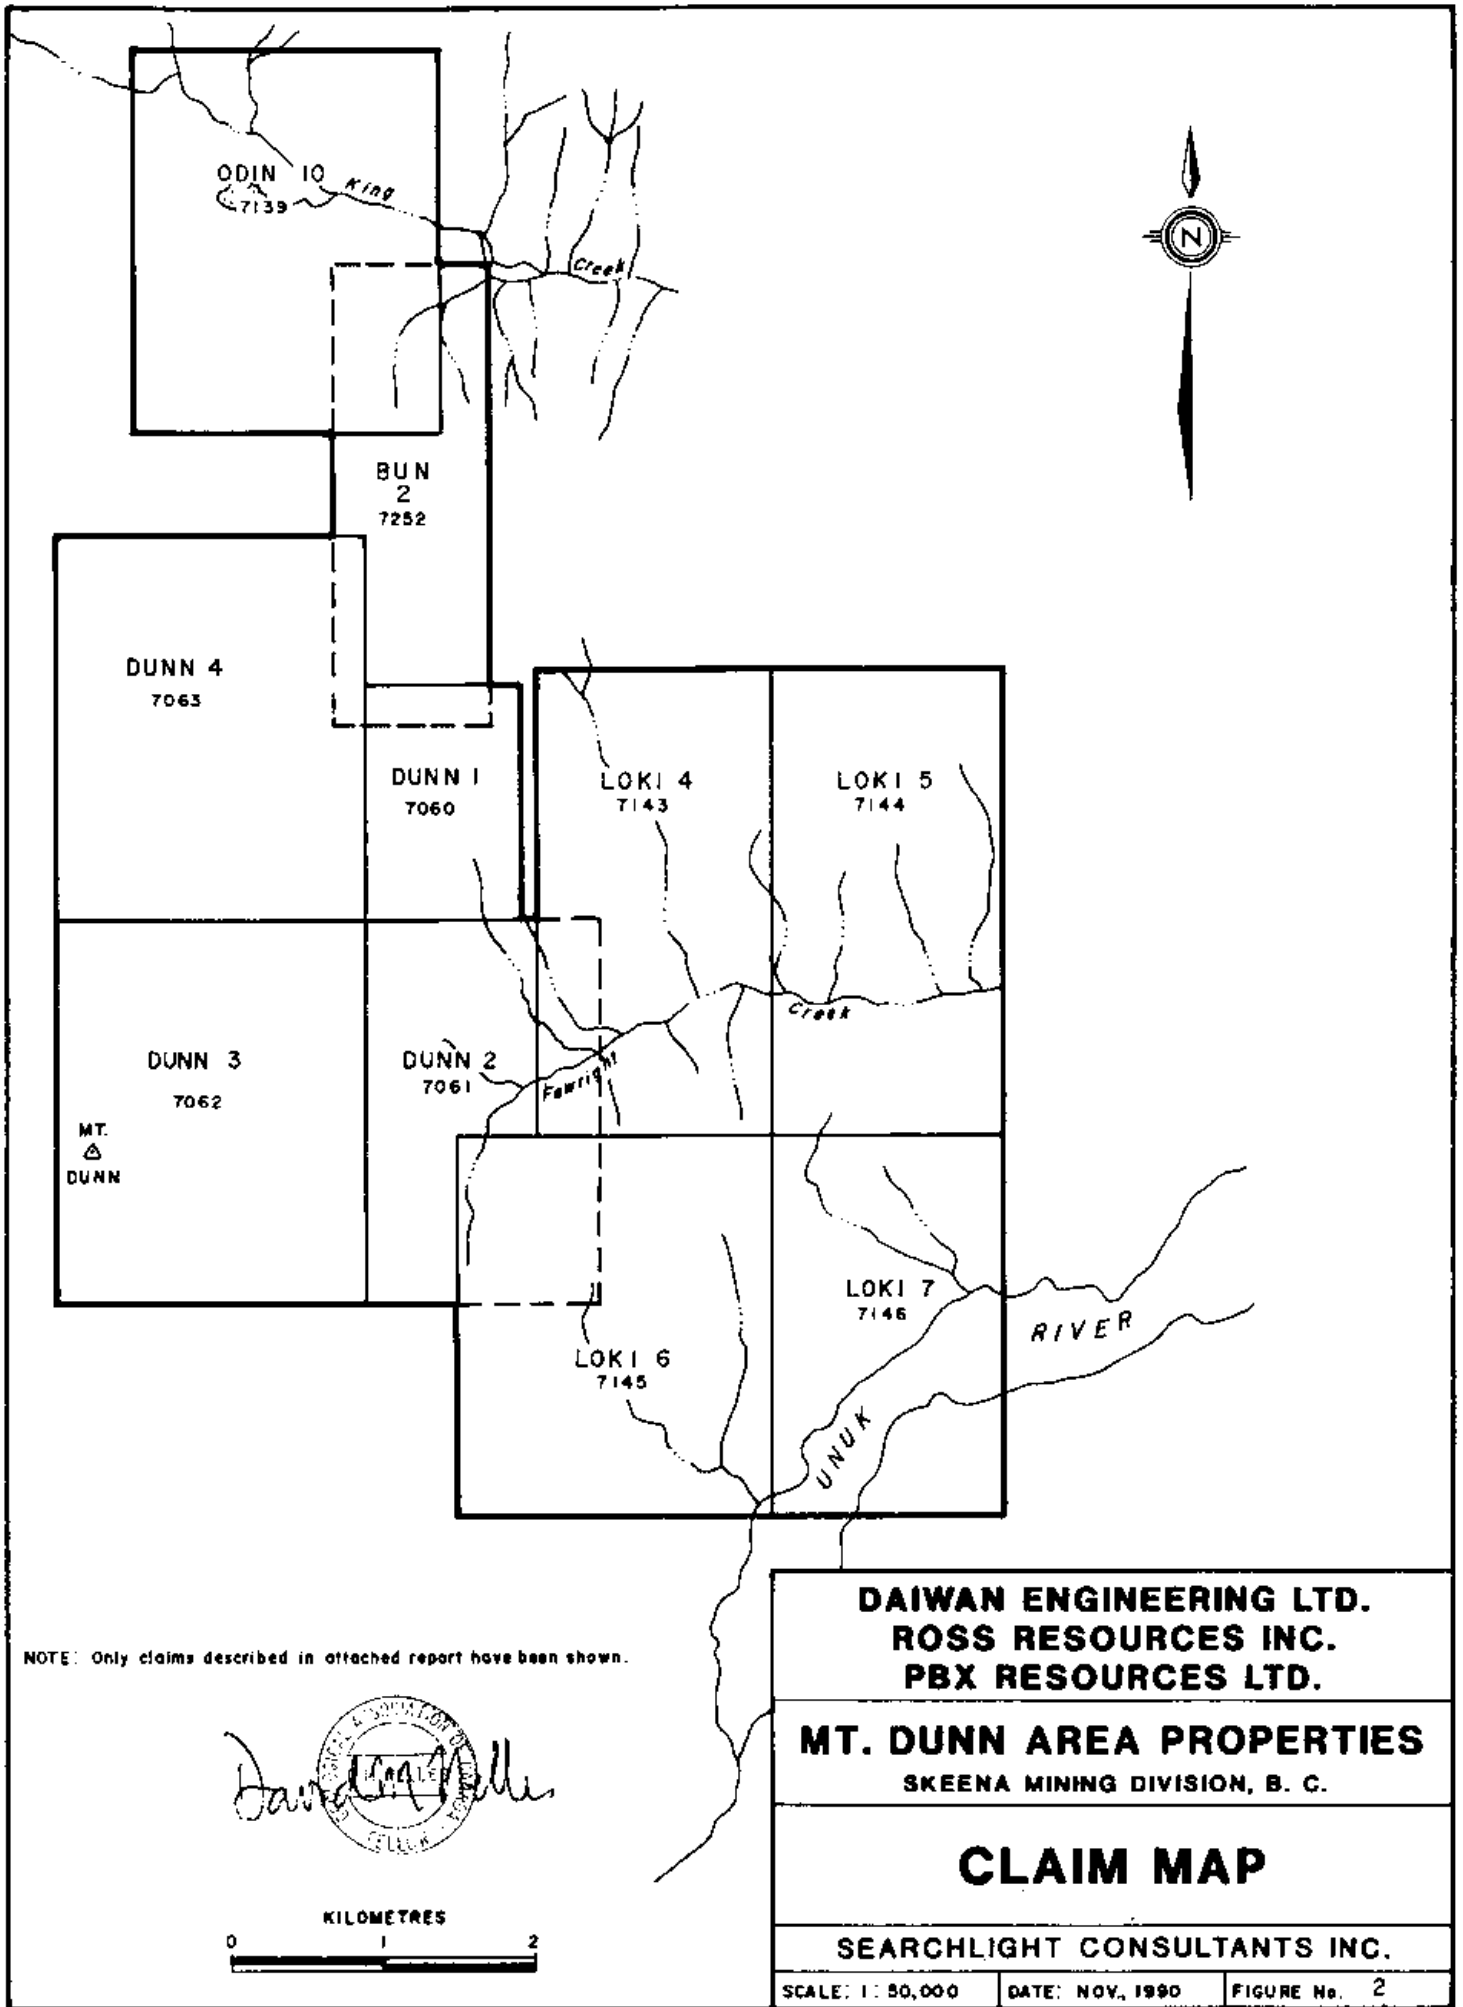 ODIN 10
7139
King
Creek
N
BUN
2
7252
DUNN 4
7063
DUNN 1
7060
LOKI 4
7143
LOKI 5
7144
Creek
DUNN 3
7062
DUNN 2
7061
Fewright
MT.
DUNN
LOKI 7
7146
RIVER
UNUK
LOKI 6
7145
NOTE: Only claims described in attached report have been shown.
FELLOW
KILOMETRES
0 1 2
DAIWAN ENGINEERING LTD.
ROSS RESOURCES INC.
PBX RESOURCES LTD.
MT. DUNN AREA PROPERTIES
SKEENA MINING DIVISION, B. C.
CLAIM MAP
SEARCHLIGHT CONSULTANTS INC.
SCALE: 1:50,000 DATE: NOV., 1990 FIGURE No. 2